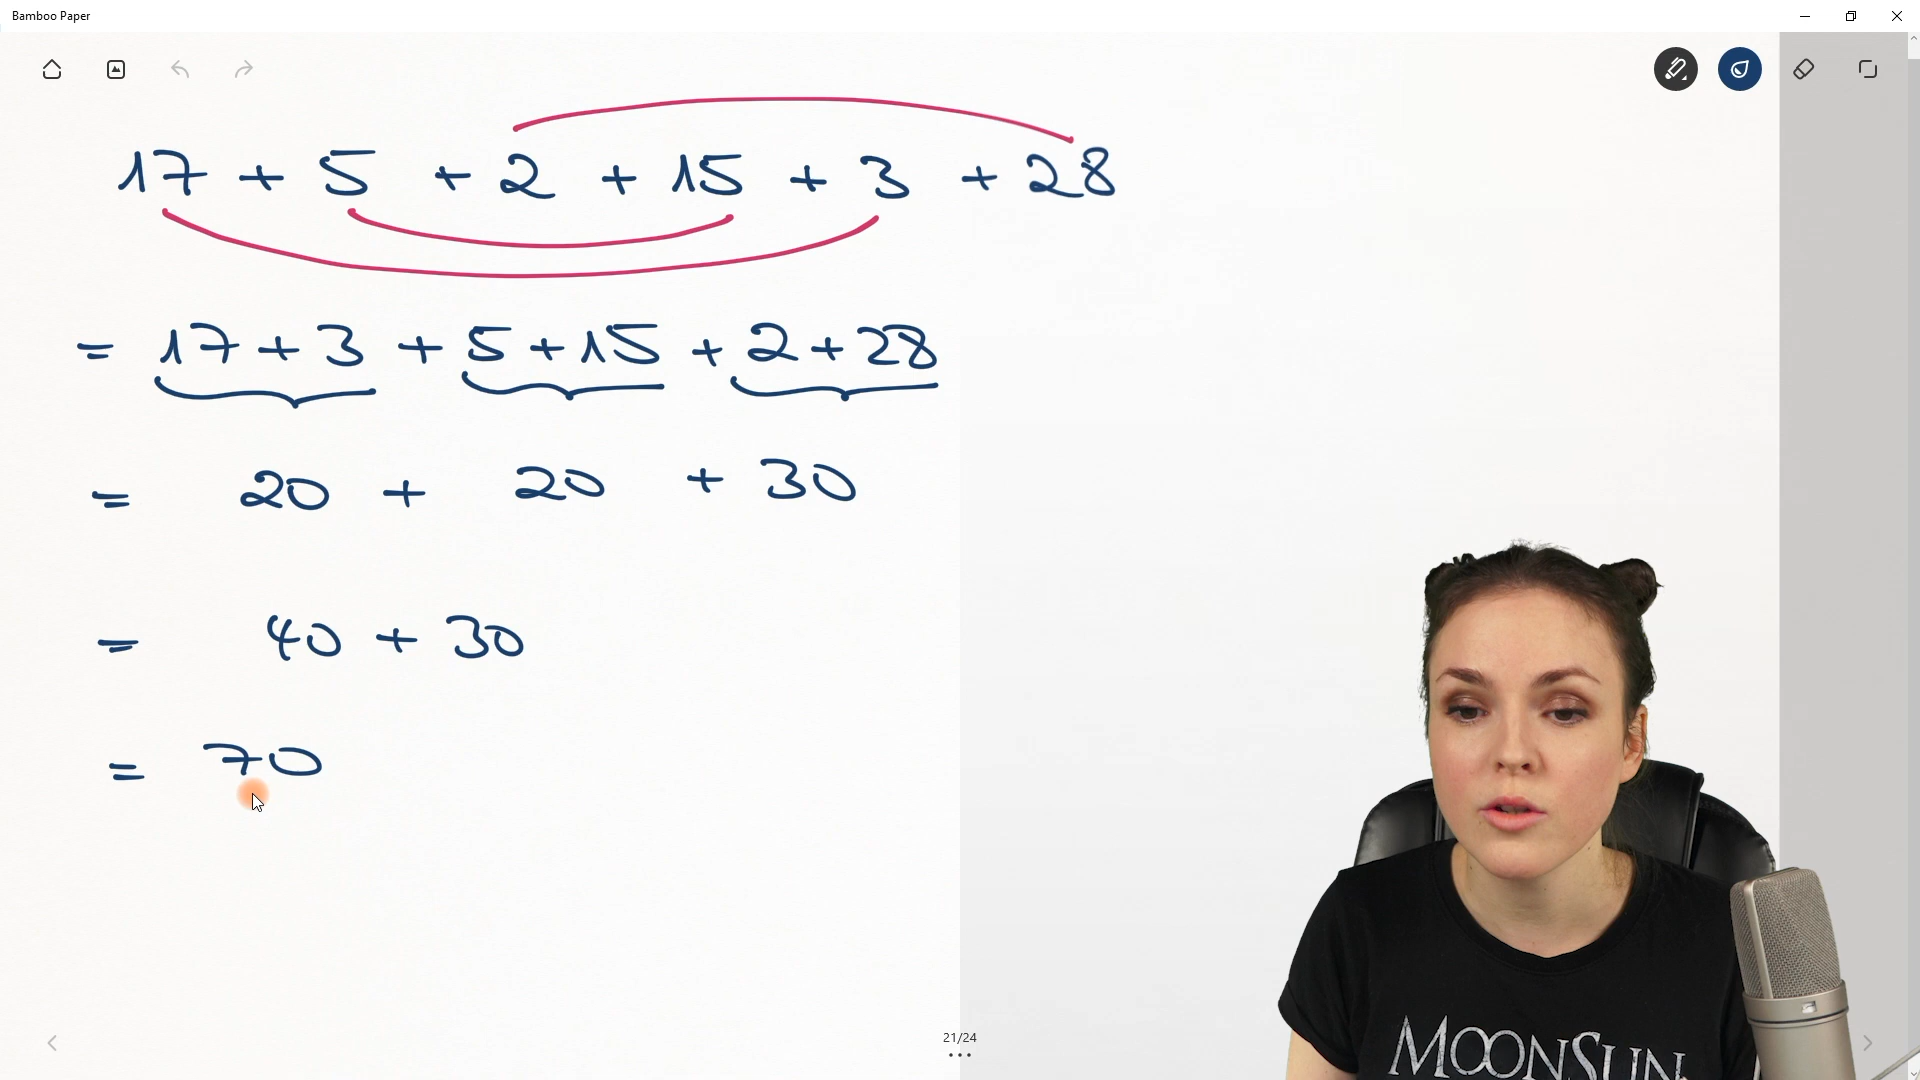 Bamboo Paper
17 + 5 + 2 + 15 + 3 + 28
= 17 + 3 + 5 + 15 + 2 + 28
= 20 + 20 + 30
= 40 + 30
= 70
21/24
MOONSUN